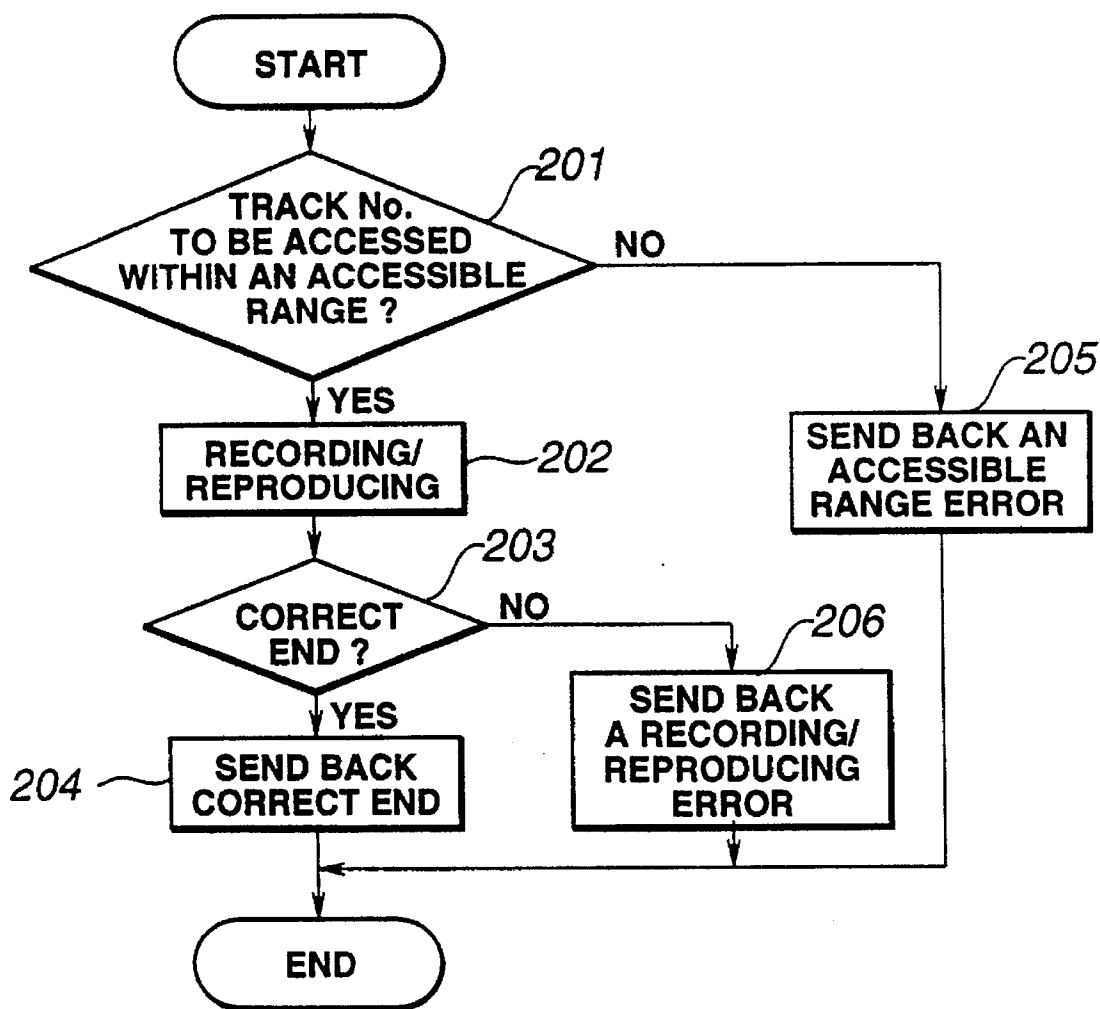 START
201
TRACK No.
TO BE ACCESSED
WITHIN AN ACCESSIBLE
RANGE ?
NO
YES
205
SEND BACK AN
ACCESSIBLE
RANGE ERROR
RECORDING/
REPRODUCING
202
203
CORRECT
END ?
NO
YES
206
SEND BACK
A RECORDING/
REPRODUCING
ERROR
204
SEND BACK
CORRECT END
END